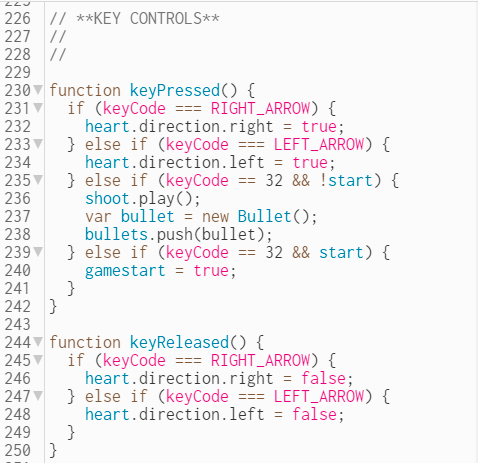 225
226 // **KEY CONTROLS**
227 //
228 //
229
230 function keyPressed() {
231   if (keyCode === RIGHT_ARROW) {
232     heart.direction.right = true;
233   } else if (keyCode === LEFT_ARROW) {
234     heart.direction.left = true;
235   } else if (keyCode == 32 && !start) {
236     shoot.play();
237     var bullet = new Bullet();
238     bullets.push(bullet);
239   } else if (keyCode == 32 && start) {
240     gamestart = true;
241   }
242 }
243
244 function keyReleased() {
245   if (keyCode === RIGHT_ARROW) {
246     heart.direction.right = false;
247   } else if (keyCode === LEFT_ARROW) {
248     heart.direction.left = false;
249   }
250 }